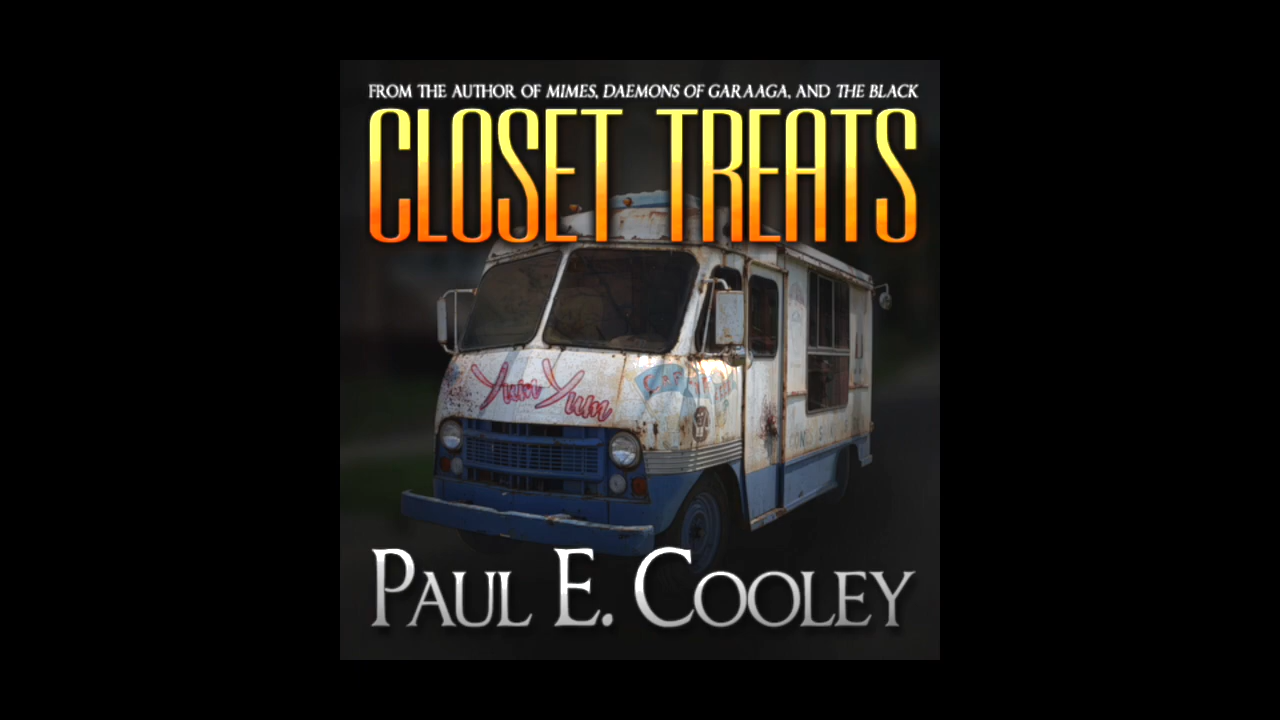 FROM THE AUTHOR OF MIMES, DAEMONS OF GARAAGA, AND THE BLACK
CLOSET TREATS
Yum Yum
PAUL E. COOLEY